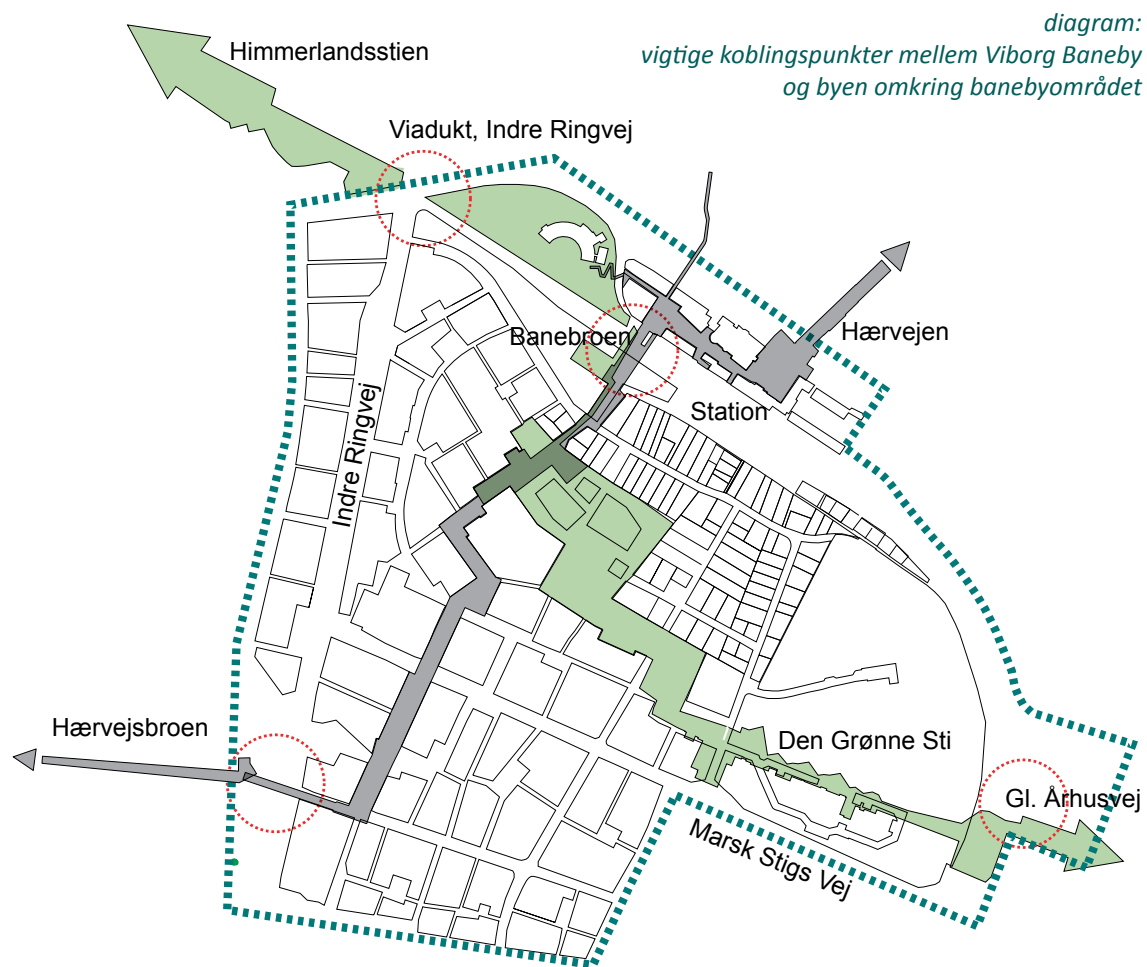 diagram:
vigtige koblingspunkter mellem Viborg Baneby
og byen omkring banebyområdet
Himmerlandsstien
Viadukt, Indre Ringvej
Banebroen
Hærvejen
Station
Indre Ringvej
Hærvejsbroen
Den Grønne Sti
Gl. Århusvej
Marsk Stigs Vej